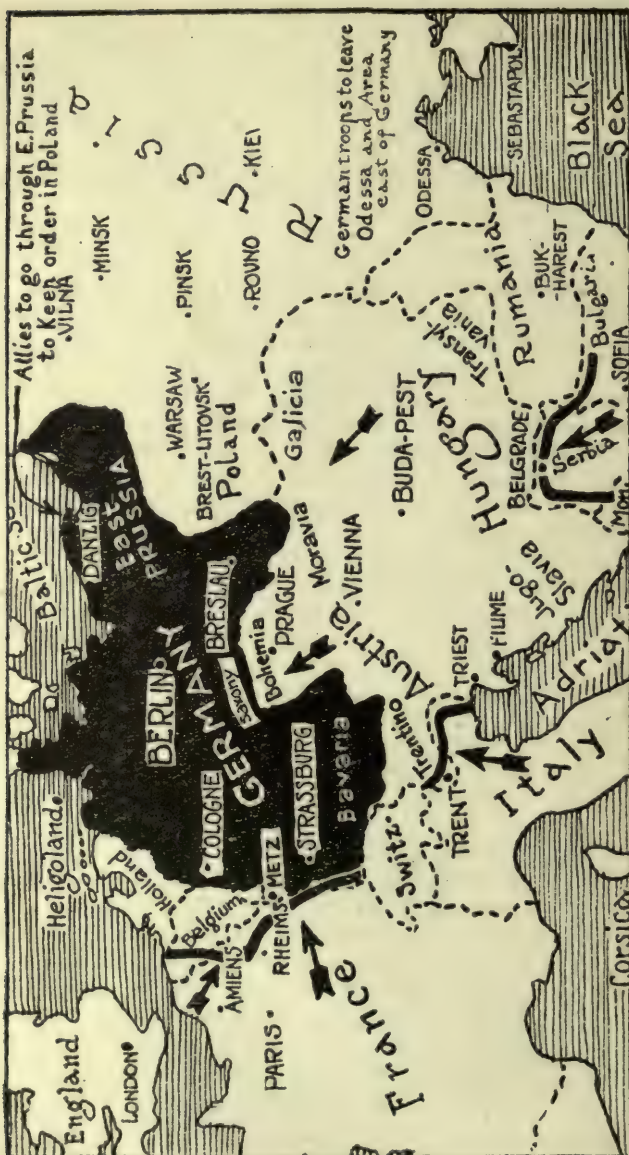 Allies to go through E. Prussia
to Keep order in Poland
England
LONDON
Heligoland
Baltic
Holland
Belgium
AMIENS
RHEIMS
METZ
PARIS
France
COLOGNE
STRASSBURG
BERLIN
GERMANY
Saxony
BRESLAU
Bavaria
DANZIG
East
PRUSSIA
VILNA
MINSK
PINSK
ROVNO
KIEV
Russia
WARSAW
BREST-LITOVSK
Poland
Galicia
Bohemia
PRAGUE
Moravia
VIENNA
Austria
BUDA-PEST
Hungary
Transyl-
vania
Germantroops to leave
Odessa and Area
east of Germany
ODESSA
SEBASTAPOL
Black
Sea
Rumania
BUK-
HAREST
Bulgaria
SOFIA
BELGRADE
Serbia
Mon
Jugo-
Slavia
FIUME
TRIEST
Trentino
TRENT
Switz
Italy
Adriat
Corsica